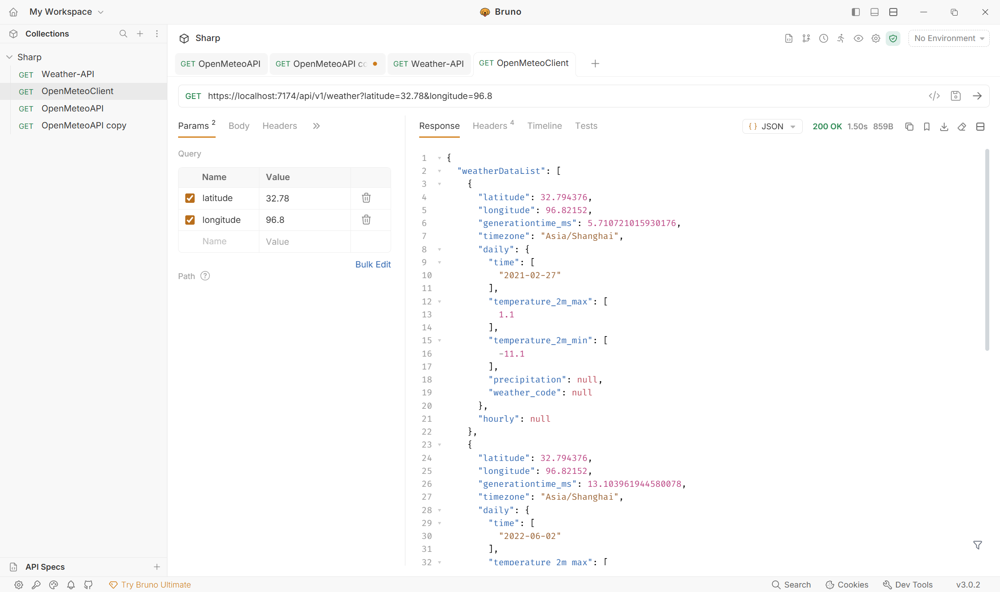 My Workspace
Bruno
Collections
Sharp
GET Weather-API
GET OpenMeteoClient
GET OpenMeteoAPI
GET OpenMeteoAPI copy
API Specs
Sharp
No Environment
GET OpenMeteoAPI
GET OpenMeteoAPI co
GET Weather-API
GET OpenMeteoClient
GET https://localhost:7174/api/v1/weather?latitude=32.78&longitude=96.8
Params 2 Body Headers
Query
Name Value
latitude 32.78
longitude 96.8
Name Value
Bulk Edit
Path ?
Response Headers 4 Timeline Tests
{ } JSON 200 OK 1.50s 859B
1 {
2 "weatherDataList": [
3 {
4 "latitude": 32.794376,
5 "longitude": 96.82152,
6 "generationtime_ms": 5.710721015930176,
7 "timezone": "Asia/Shanghai",
8 "daily": {
9 "time": [
10 "2021-02-27"
11 ],
12 "temperature_2m_max": [
13 1.1
14 ],
15 "temperature_2m_min": [
16 -11.1
17 ],
18 "precipitation": null,
19 "weather_code": null
20 },
21 "hourly": null
22 },
23 {
24 "latitude": 32.794376,
25 "longitude": 96.82152,
26 "generationtime_ms": 13.103961944580078,
27 "timezone": "Asia/Shanghai",
28 "daily": {
29 "time": [
30 "2022-06-02"
31 ],
32 "temperature_2m_max": [
Try Bruno Ultimate
Search
Cookies
Dev Tools
v3.0.2